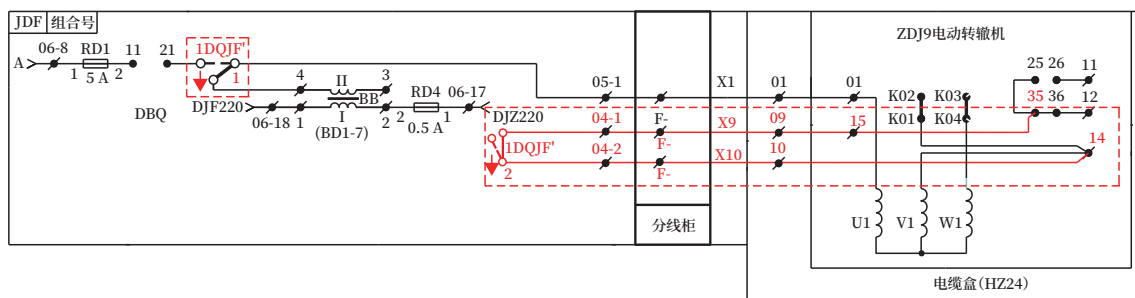 JDF 组合号
ZDJ9电动转辙机
06-8 RD1 11 21 1DQJF'
A 1 5 A 2 1
25 26 11
4 II 3 05-1 X1 01 01 K02 K03
DBQ DJF220 BB RD4 06-17 35 36 12
06-18 1 I 2 2 0.5 A 1 DJZ220 04-1 F- X9 09 15 K01 K04
(BD1-7)
1DQJF' 04-2 F- X10 10 14
2 F-
分线柜 U1 V1 W1
电缆盒(HZ24)